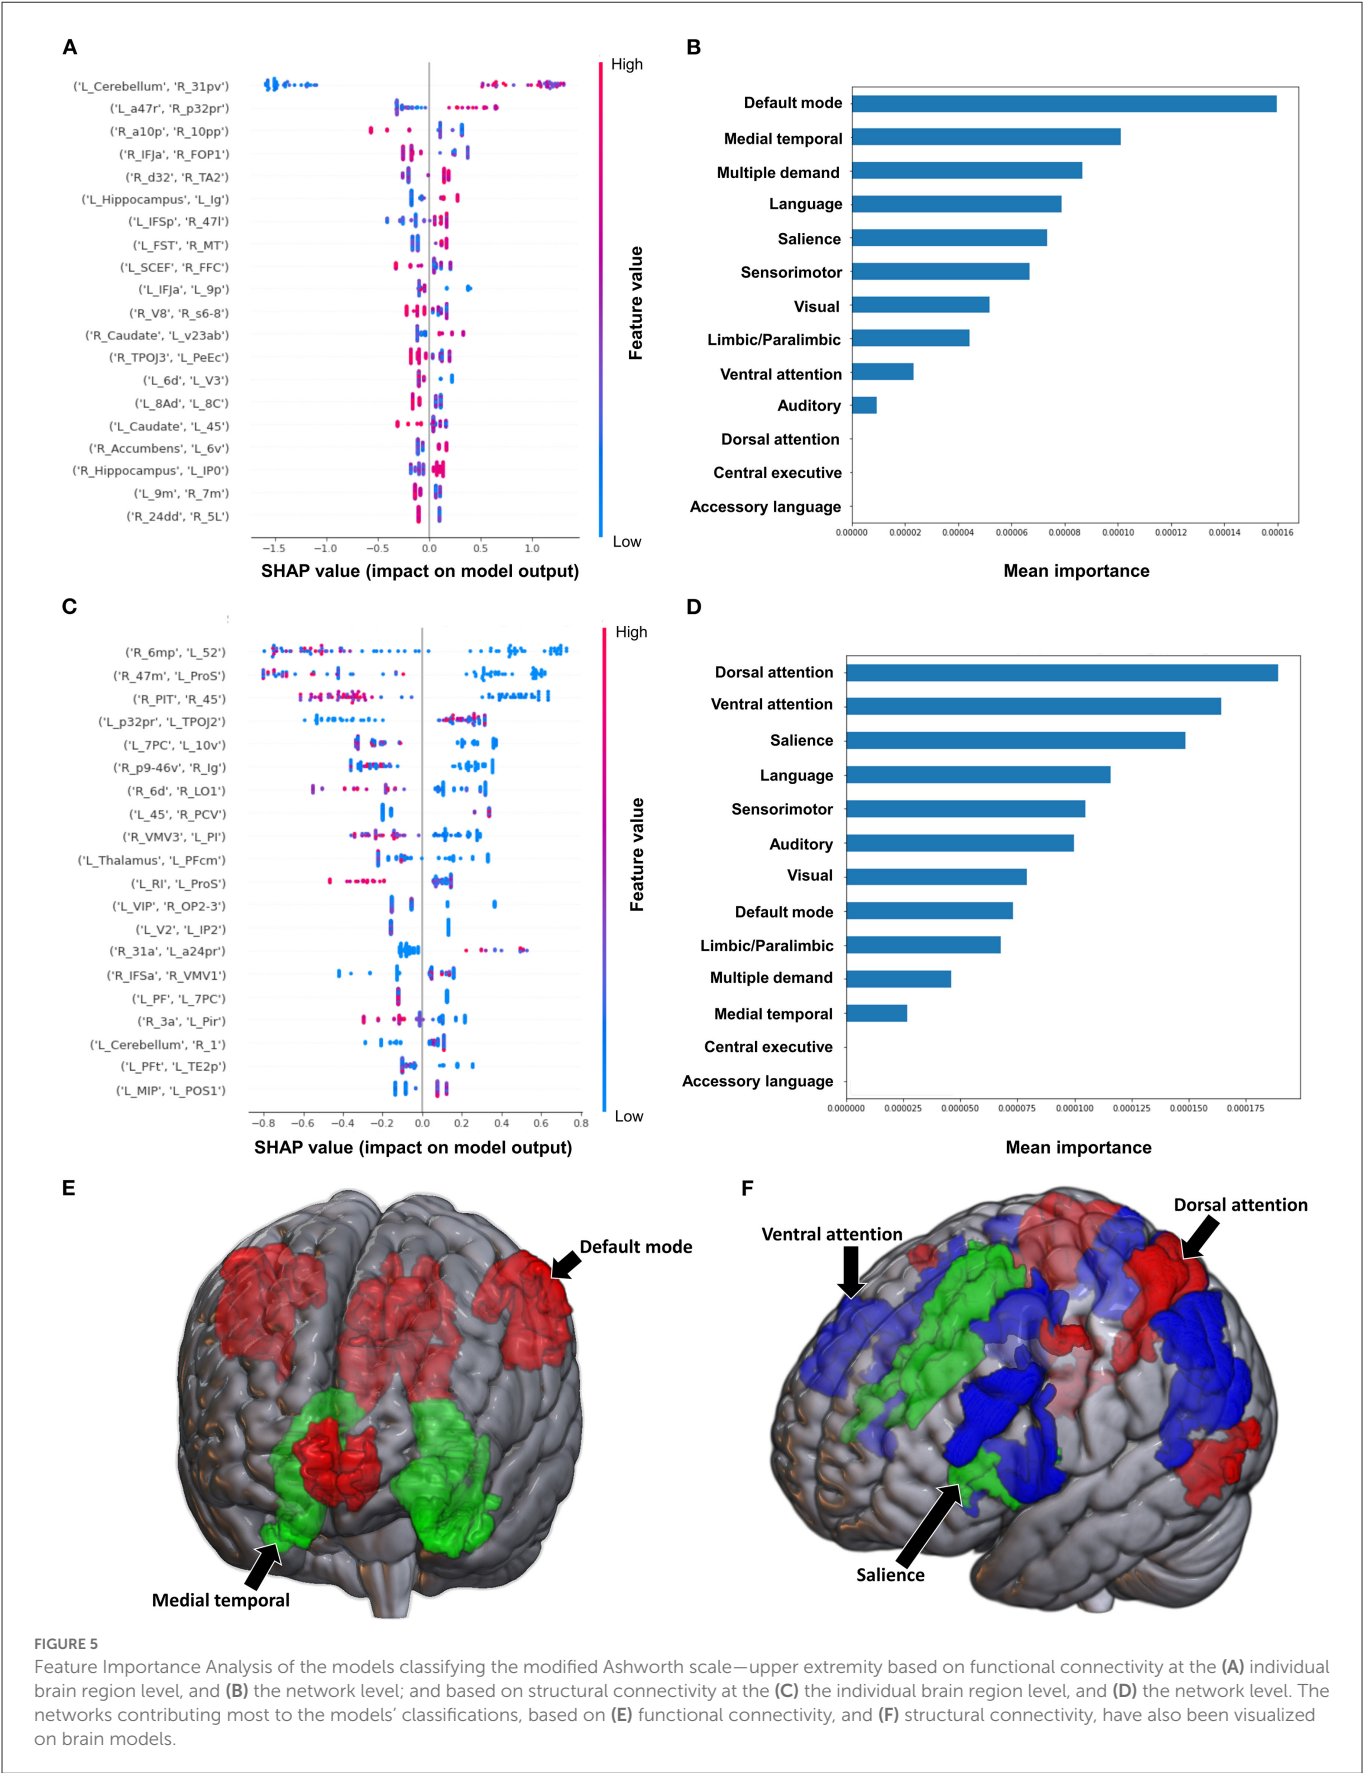 A
('L_Cerebellum', 'R_31pv')
('L_a47r', 'R_p32pr')
('R_a10p', 'R_10pp')
('R_IFJa', 'R_FOP1')
('R_d32', 'R_TA2')
('L_Hippocampus', 'L_Ig')
('L_IFSp', 'R_47l')
('L_FST', 'R_MT')
('L_SCEF', 'R_FFC')
('L_IFJa', 'L_9p')
('R_V8', 'R_s6-8')
('R_Caudate', 'L_v23ab')
('R_TPOJ3', 'L_PeEc')
('L_6d', 'L_V3')
('L_8Ad', 'L_8C')
('L_Caudate', 'L_45')
('R_Accumbens', 'L_6v')
('R_Hippocampus', 'L_IP0')
('L_9m', 'R_7m')
('R_24dd', 'R_5L')
−1.5 −1.0 −0.5 0.0 0.5 1.0
SHAP value (impact on model output)
High
Feature value
Low
B
Default mode
Medial temporal
Multiple demand
Language
Salience
Sensorimotor
Visual
Limbic/Paralimbic
Ventral attention
Auditory
Dorsal attention
Central executive
Accessory language
0.00000 0.00002 0.00004 0.00006 0.00008 0.00010 0.00012 0.00014 0.00016
Mean importance
C
('R_6mp', 'L_52')
('R_47m', 'L_ProS')
('R_PIT', 'R_45')
('L_p32pr', 'L_TPOJ2')
('L_7PC', 'L_10v')
('R_p9-46v', 'R_Ig')
('R_6d', 'R_LO1')
('L_45', 'R_PCV')
('R_VMV3', 'L_PI')
('L_Thalamus', 'L_PFcm')
('L_RI', 'L_ProS')
('L_VIP', 'R_OP2-3')
('L_V2', 'L_IP2')
('R_31a', 'L_a24pr')
('R_IFSa', 'R_VMV1')
('L_PF', 'L_7PC')
('R_3a', 'L_Pir')
('L_Cerebellum', 'R_1')
('L_PFt', 'L_TE2p')
('L_MIP', 'L_POS1')
−0.8 −0.6 −0.4 −0.2 0.0 0.2 0.4 0.6 0.8
SHAP value (impact on model output)
High
Feature value
Low
D
Dorsal attention
Ventral attention
Salience
Language
Sensorimotor
Auditory
Visual
Default mode
Limbic/Paralimbic
Multiple demand
Medial temporal
Central executive
Accessory language
0.000000 0.000025 0.000050 0.000075 0.000100 0.000125 0.000150 0.000175
Mean importance
E
Default mode
Medial temporal
F
Dorsal attention
Ventral attention
Salience
FIGURE 5
Feature Importance Analysis of the models classifying the modified Ashworth scale—upper extremity based on functional connectivity at the (A) individual
brain region level, and (B) the network level; and based on structural connectivity at the (C) the individual brain region level, and (D) the network level. The
networks contributing most to the models' classifications, based on (E) functional connectivity, and (F) structural connectivity, have also been visualized
on brain models.